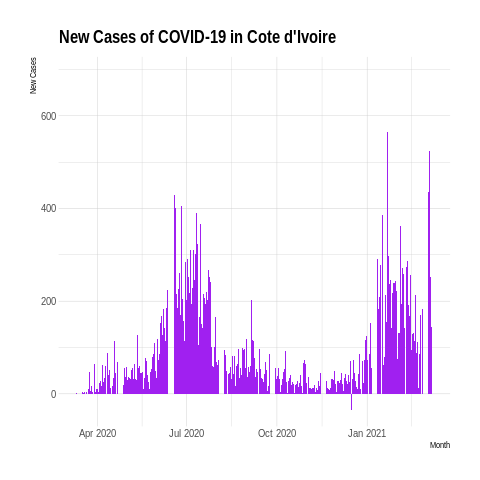 New Cases of COVID-19 in Cote d'Ivoire
New Cases
600
400
200
0
Apr 2020 Jul 2020 Oct 2020 Jan 2021
Month